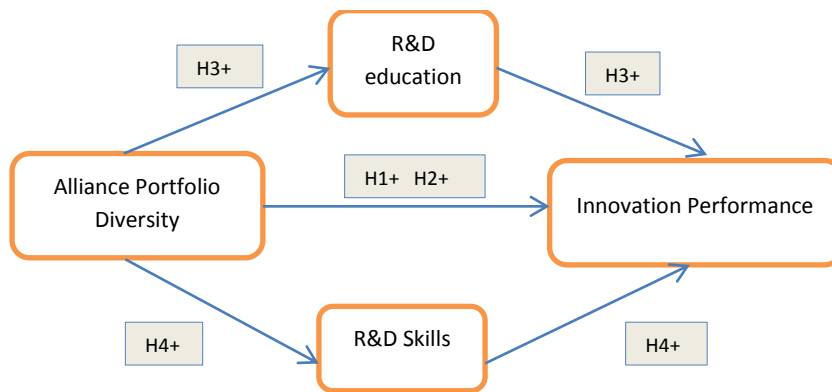 R&D
education
H3+
H3+
Alliance Portfolio
Diversity
H1+ H2+
Innovation Performance
R&D Skills
H4+
H4+